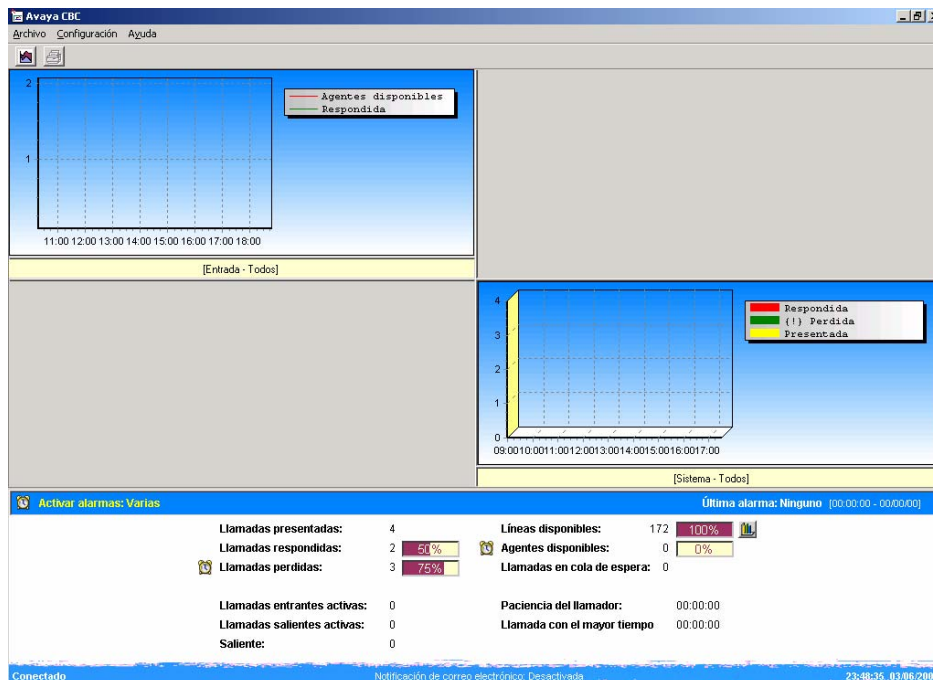 Avaya CBC
Archivo Configuración Ayuda
2
1
Agentes disponibles
Respondida
11:00 12:00 13:00 14:00 15:00 16:00 17:00 18:00
[Entrada - Todos]
4
3
2
1
0
Respondida
{!} Perdida
Presentada
09:0010:0011:0012:0013:0014:0015:0016:0017:00
[Sistema - Todos]
Activar alarmas: Varias Última alarma: Ninguno [00:00:00 - 00/00/00]
Llamadas presentadas: 4 Líneas disponibles: 172 100%
Llamadas respondidas: 2 50% Agentes disponibles: 0 0%
Llamadas perdidas: 3 75% Llamadas en cola de espera: 0
Llamadas entrantes activas: 0 Paciencia del llamador: 00:00:00
Llamadas salientes activas: 0 Llamada con el mayor tiempo 00:00:00
Saliente: 0
Conectado Notificación de correo electrónico: Desactivada 23:48:35, 03/06/200